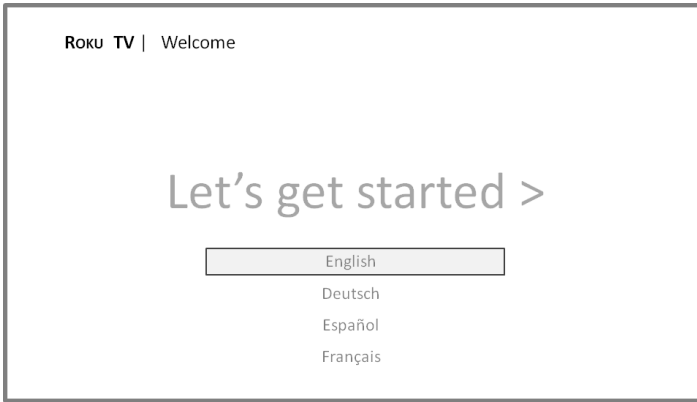 Roku TV | Welcome
Let's get started >
English
Deutsch
Español
Français